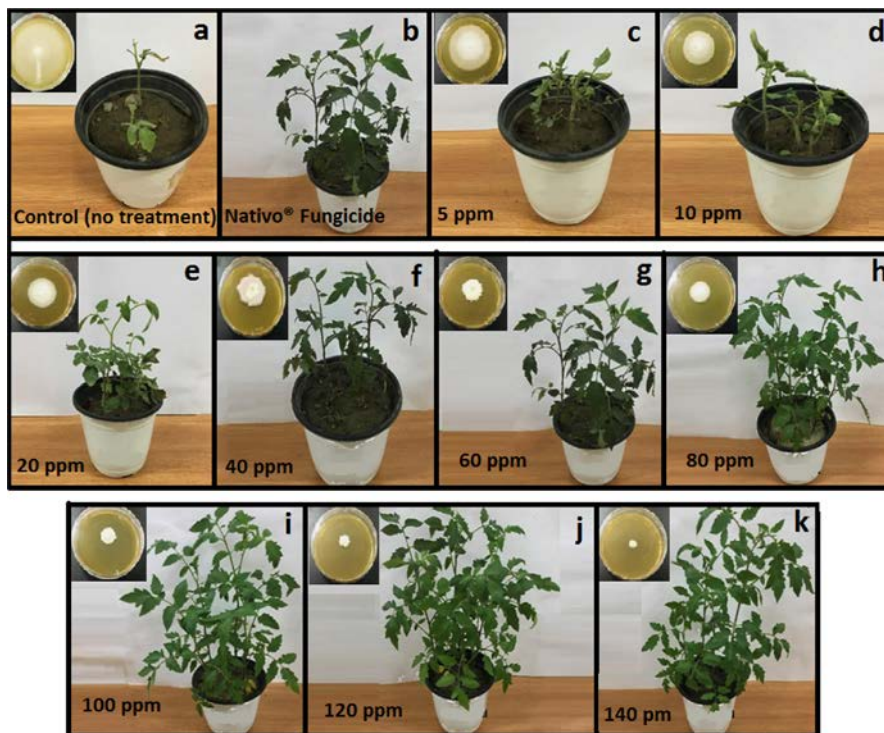 a
Control (no treatment)
b
Nativo® Fungicide
c
5 ppm
d
10 ppm
e
20 ppm
f
40 ppm
g
60 ppm
h
80 ppm
i
100 ppm
j
120 ppm
k
140 pm